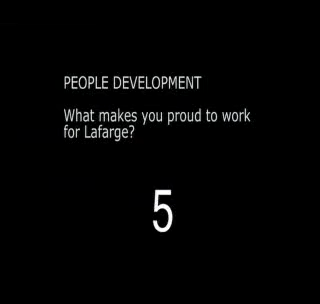 PEOPLE DEVELOPMENT
What makes you proud to work
for Lafarge?
5